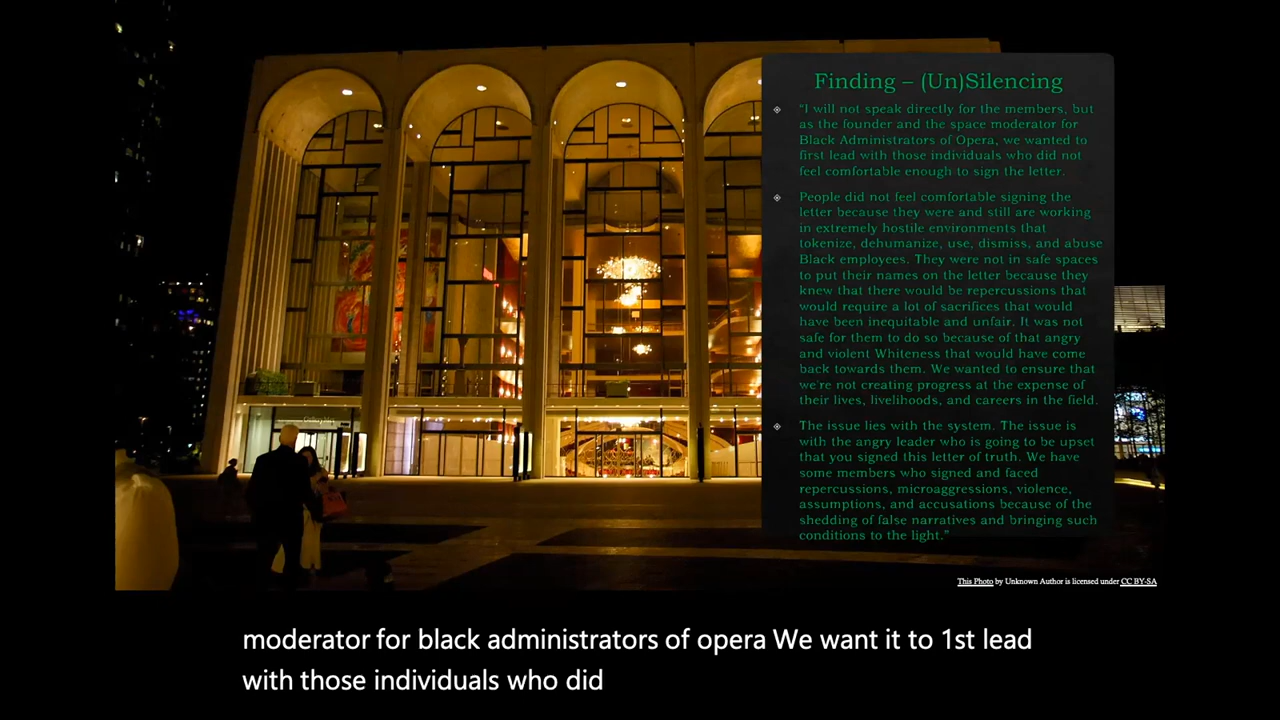 Finding – (Un)Silencing
"I will not speak directly for the members, but
as the founder and the space moderator for
Black Administrators of Opera, we wanted to
first lead with those individuals who did not
feel comfortable enough to sign the letter.
People did not feel comfortable signing the
letter because they were and still are working
in extremely hostile environments that
tokenize, dehumanize, use, dismiss, and abuse
Black employees. They were not in safe spaces
to put their names on the letter because they
knew that there would be repercussions that
would require a lot of sacrifices that would
have been inequitable and unfair. It was not
safe for them to do so because of that angry
and violent Whiteness that would have come
back towards them. We wanted to ensure that
we're not creating progress at the expense of
their lives, livelihoods, and careers in the field.
The issue lies with the system. The issue is
with the angry leader who is going to be upset
that you signed this letter of truth. We have
some members who signed and faced
repercussions, microaggressions, violence,
assumptions, and accusations because of the
shedding of false narratives and bringing such
conditions to the light."
This Photo by Unknown Author is licensed under CC BY-SA
moderator for black administrators of opera We want it to 1st lead
with those individuals who did